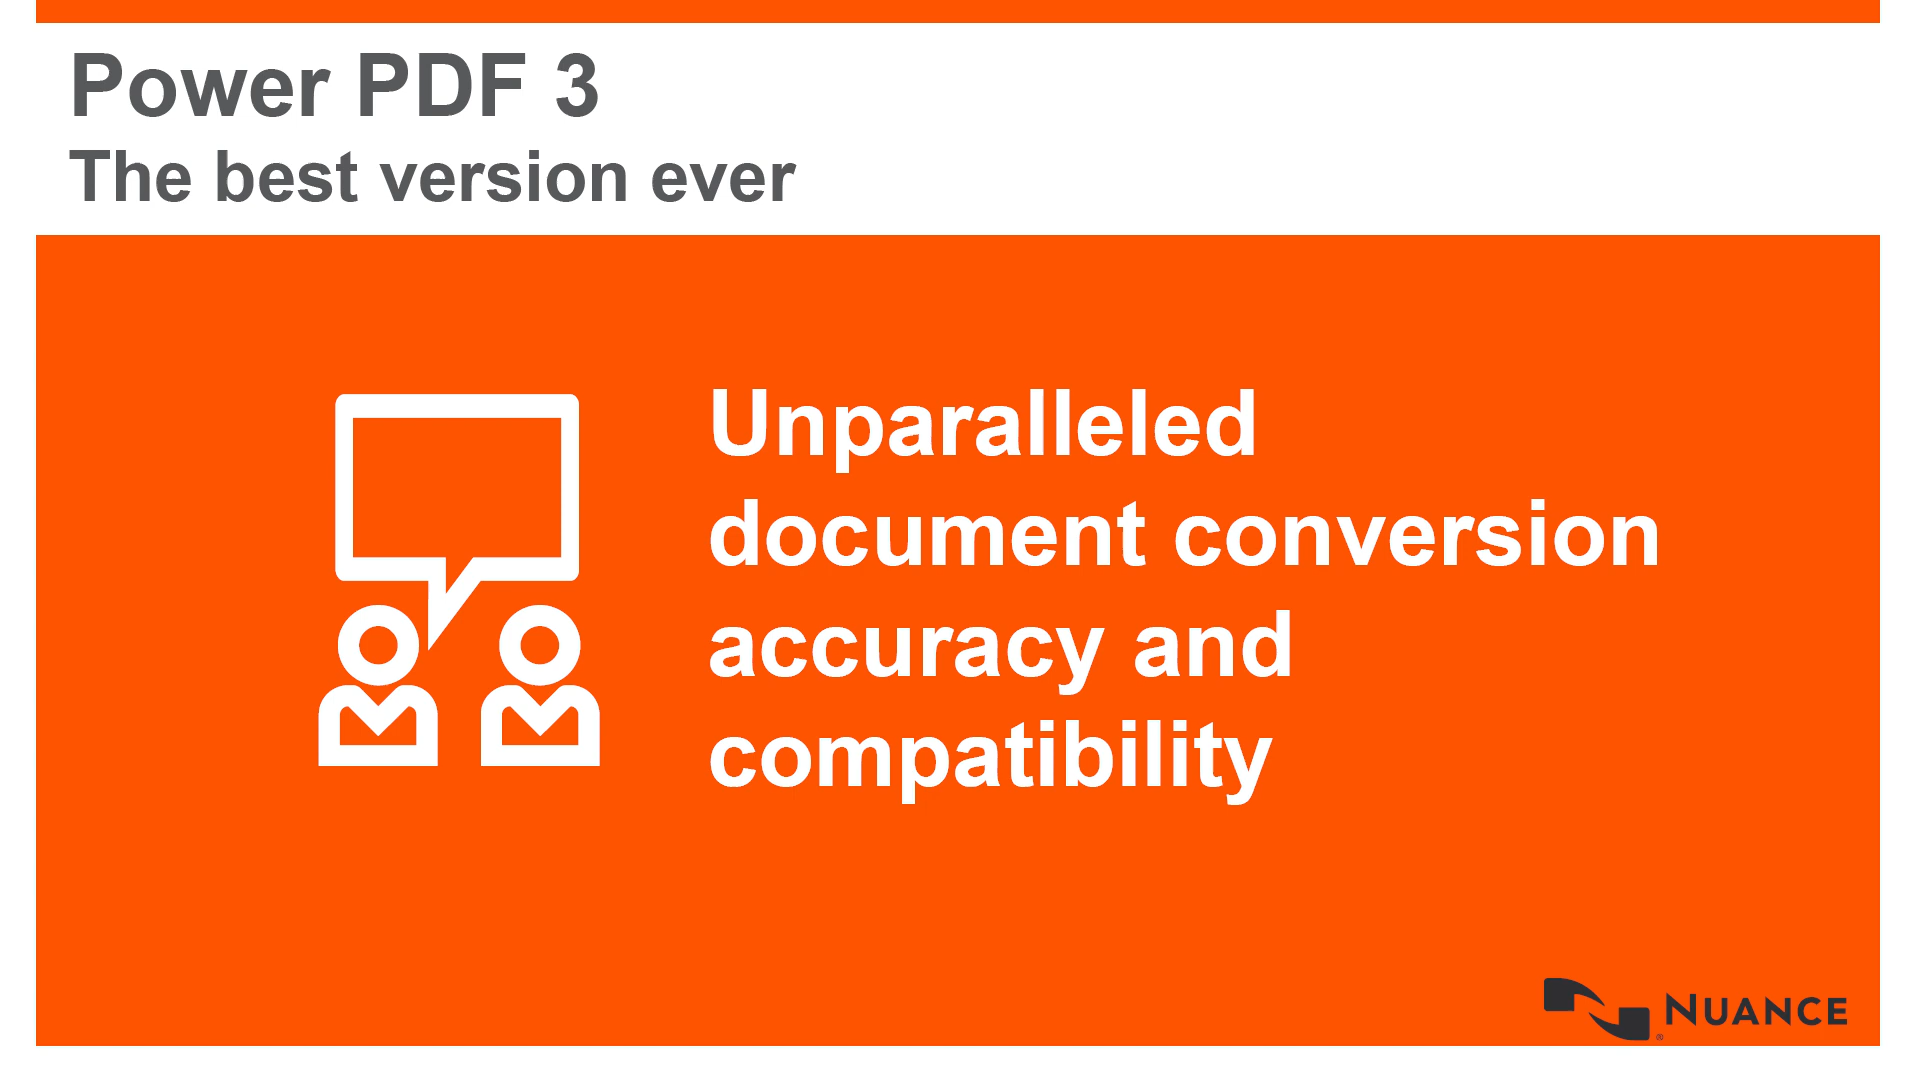 Power PDF 3
The best version ever
Unparalleled
document conversion
accuracy and
compatibility
® NUANCE